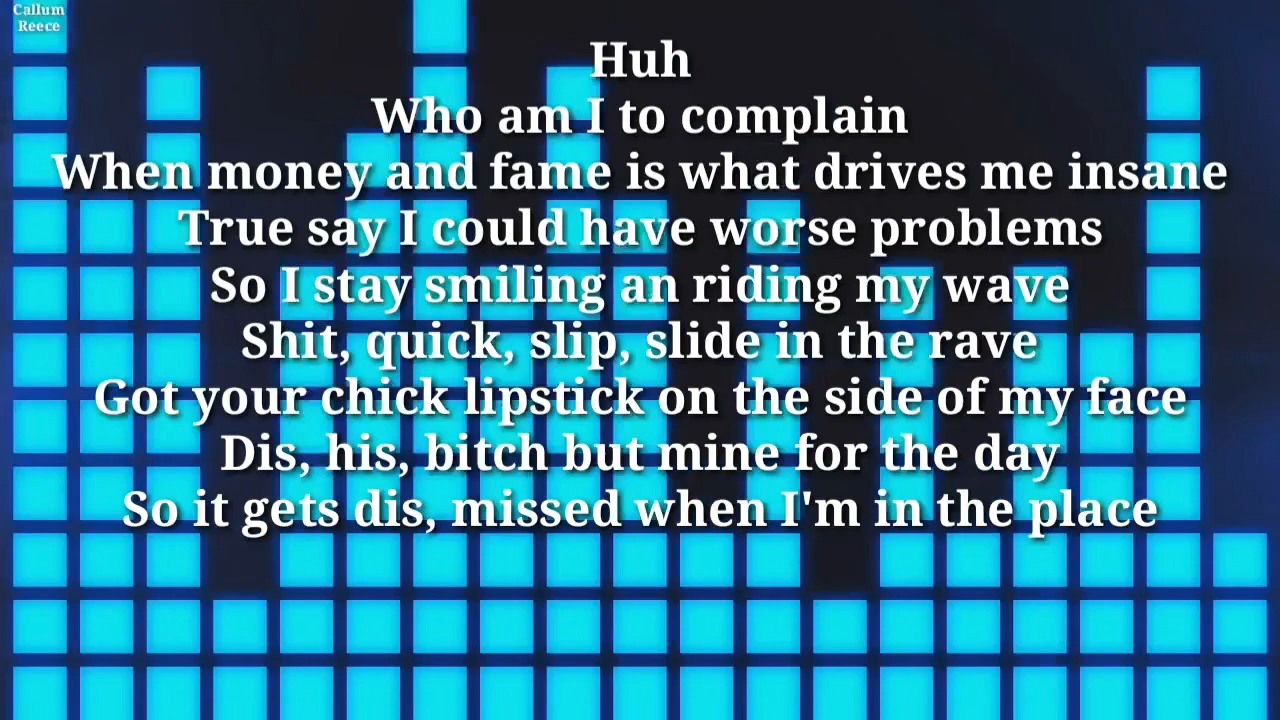 Callum
Reece
Huh
Who am I to complain
When money and fame is what drives me insane
True say I could have worse problems
So I stay smiling an riding my wave
Shit, quick, slip, slide in the rave
Got your chick lipstick on the side of my face
Dis, his, bitch but mine for the day
So it gets dis, missed when I'm in the place